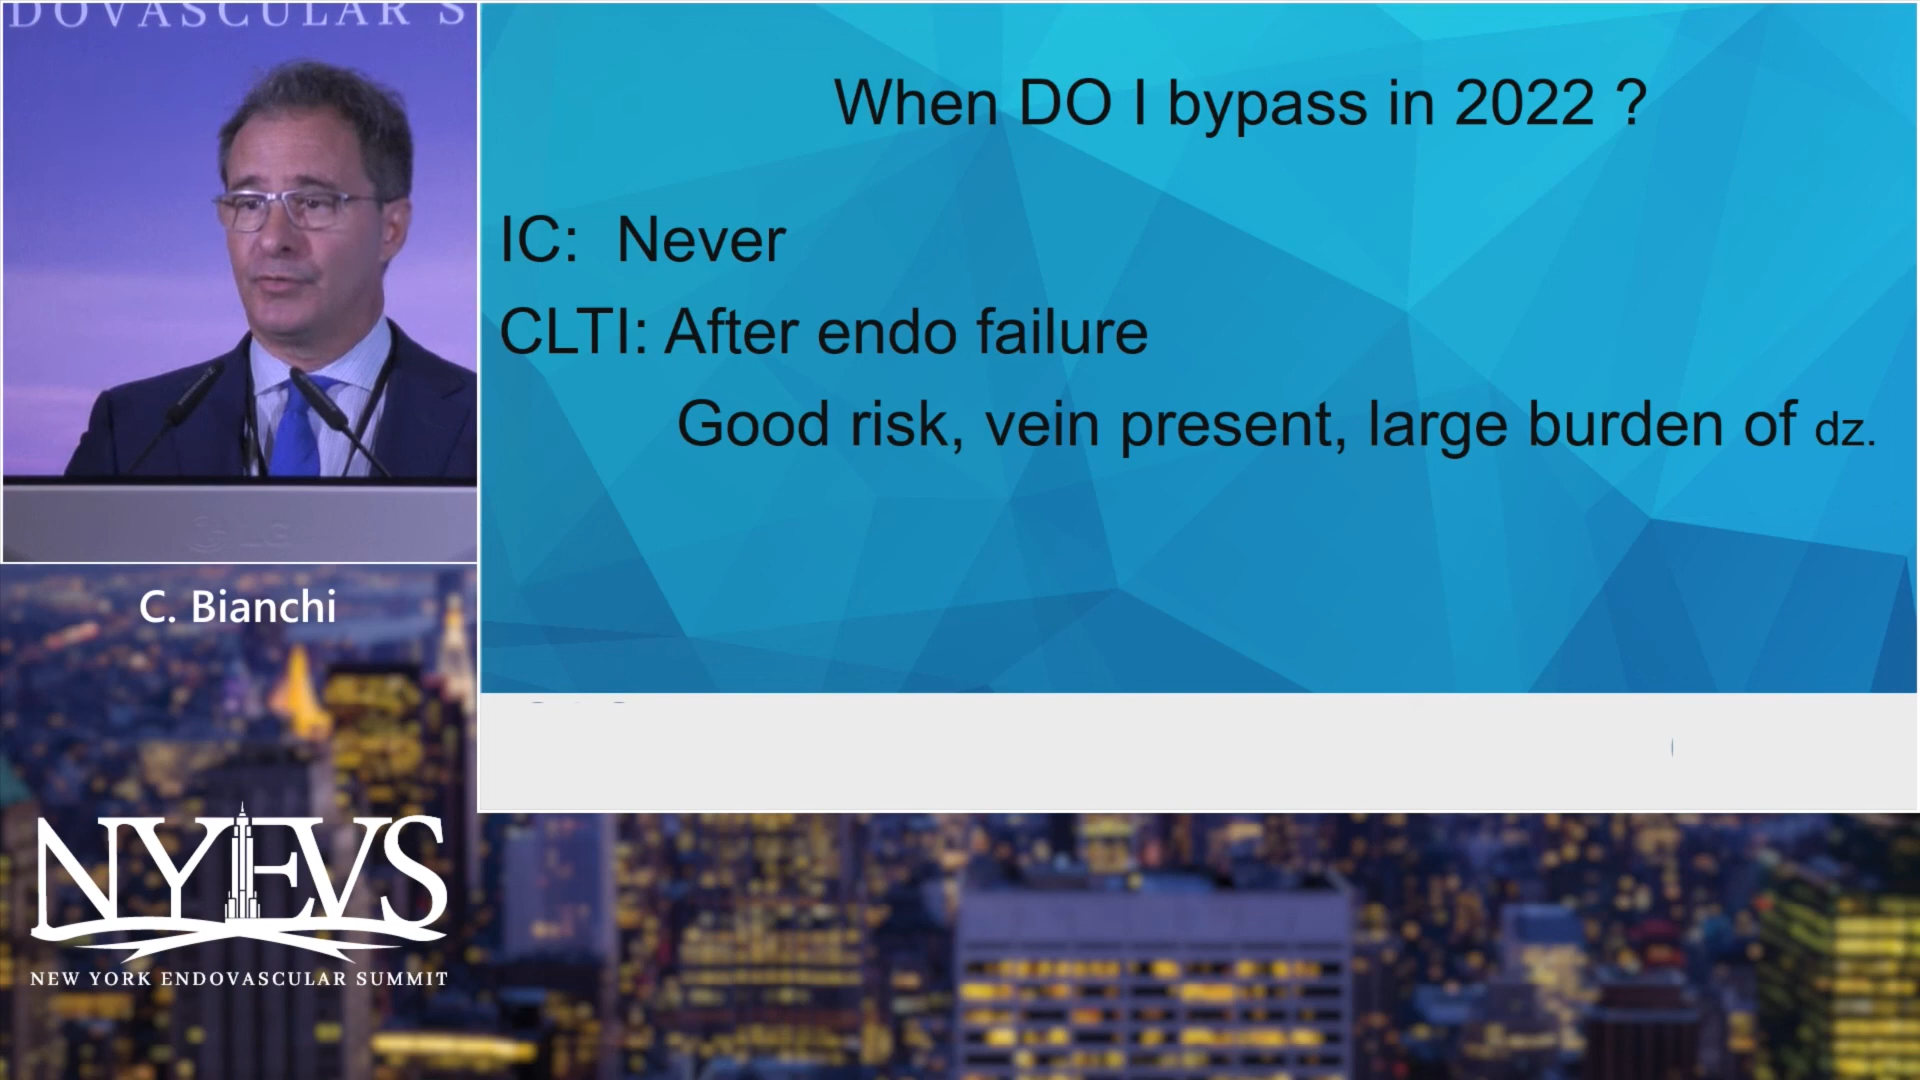 DOVASCULAR S
When DO I bypass in 2022 ?
IC: Never
CLTI: After endo failure
Good risk, vein present, large burden of dz.
C. Bianchi
NYEVS
NEW YORK ENDOVASCULAR SUMMIT